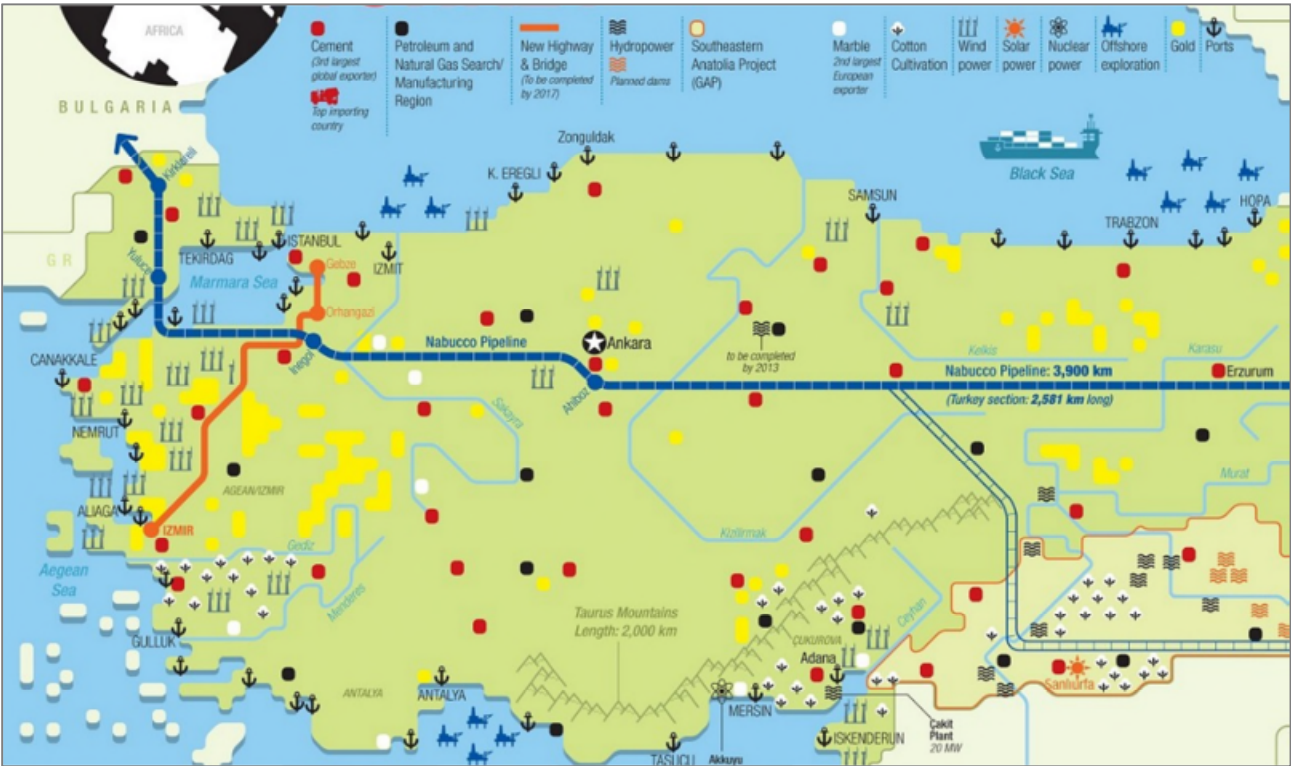 AFRICA
Cement
(3rd largest
global exporter)
Top importing
country
Petroleum and
Natural Gas Search/
Manufacturing
Region
New Highway
& Bridge
(To be completed
by 2017)
Hydropower
Planned dams
Southeastern
Anatolia Project
(GAP)
Marble
2nd largest
European
exporter
Cotton
Cultivation
Wind
power
Solar
power
Nuclear
power
Offshore
exploration
Gold
Ports
BULGARIA
Zonguldak
K. EREGLI
Black Sea
Kirklareli
SAMSUN
HOPA
TRABZON
GR
TEKIRDAG
ISTANBUL
IZMIT
Yuluce
Marmara Sea
Gebze
Orhangazi
Nabucco Pipeline
Ankara
to be completed
by 2013
Kelkis
Karasu
CANAKKALE
Inegol
Ahiboz
Nabucco Pipeline: 3,900 km
Erzurum
(Turkey section: 2,581 km long)
Sakayra
NEMRUT
AGEAN/IZMIR
Murat
ALIAGA
IZMIR
Gediz
Kizilirmak
Aegean
Sea
Menderes
Taurus Mountains
Length: 2,000 km
Ceyhan
GULLUK
CUKUROVA
Adana
Sanliurfa
ANTALYA
ANTALYA
MERSIN
Cakit
Plant
20 MW
ISKENDERUN
TASUCU
Akkuyu